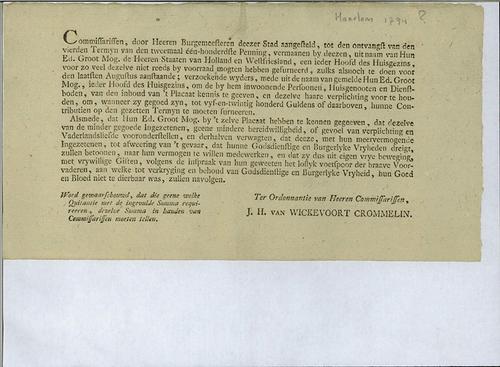 Haarlem 1794 ?
Commissarissen, door Heeren Burgemeesteren deezer Stad aangesteld, tot den ontvangst van den
vierden Termyn van den tweemaal één-honderdste Penning, vermaanen by deezen, uit naam van Hun
Ed. Groot Mog. de Heeren Staaten van Holland en Westfriesland, een ieder Hoofd des Huisgezins,
voor zo veel dezelve niet reeds by voorraad mogten hebben gefurneerd, zulks alsnoch te doen voor
den laatsten Augustus aanstaande; verzoekende wyders, mede uit de naam van gemelde Hun Ed. Groot
Mog., ieder Hoofd des Huisgezins, om de by hem inwoonende Persoonen, Huisgenooten en Dienst-
booden, van den inhoud van 't Placaat kennis te geeven, en dezelve haare verplichting voor te hou-
den, om, wanneer zy gegoed zyn, tot vyf-en-twintig honderd Guldens of daarboven, hunne Con-
tributien op den gezetten Termyn te moeten furneeren.
Alsmede, dat Hun Ed. Groot Mog. by 't zelve Placaat hebben te kennen gegeeven, dat dezelve
van de minder gegoede Ingezetenen, geene mindere bereidvilligheid, of gevoel van verplichting en
Vaderlandsliefde vooronderstellen, en derhalven verwagten, dat deeze, met hun meervermogende
Ingezetenen, tot afweering van 't gevaar, dat hunne Godsdienstige en Burgerlyke Vryheden dreigt,
zullen betoonen, naar hun vermogen te willen medewerken, en dat zy dus uit eigen vrye beweging,
met vrywillige Giften, volgens de inspraak van hun geweeten het loflyk voetspoor der braave Voor-
vaderen, aan welke tot verkryging en behoud van Godsdienstige en Burgerlyke Vryheid, hun Goed
en Bloed niet te dierbaar was, zullen navolgen.
Word gewaarschouwd, dat die geene welke
Quitantie met de ingevulde Somma requi-
reeren, dezelve Somma in handen van
Commissarissen moeten tellen.
Ter Ordonnantie van Heeren Commissarissen,
J. H. VAN WICKEVOORT CROMMELIN.